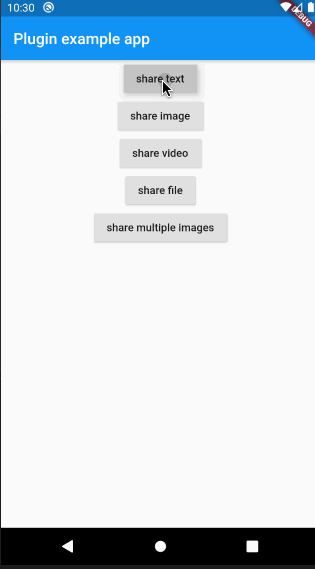 10:30
DEBUG
Plugin example app
share text
share image
share video
share file
share multiple images